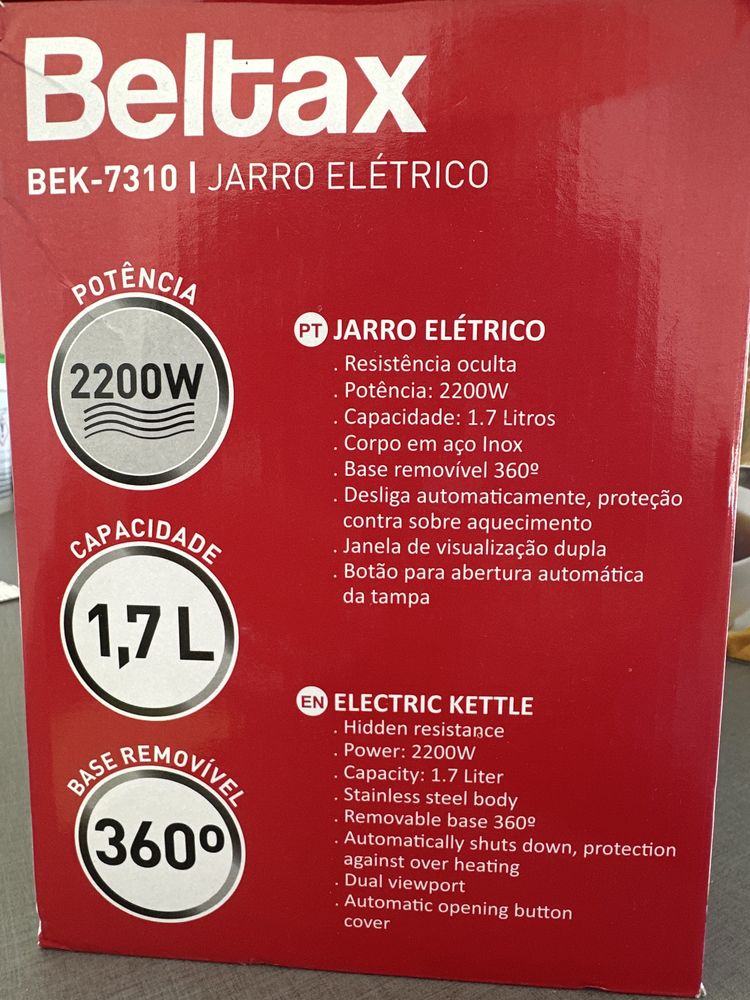 Beltax
BEK-7310 | JARRO ELÉTRICO
POTÊNCIA
2200W
CAPACIDADE
1,7 L
BASE REMOVÍVEL
360º
PT JARRO ELÉTRICO
. Resistência oculta
. Potência: 2200W
. Capacidade: 1.7 Litros
. Corpo em aço Inox
. Base removível 360º
. Desliga automaticamente, proteção
contra sobre aquecimento
. Janela de visualização dupla
. Botão para abertura automática
da tampa
EN ELECTRIC KETTLE
. Hidden resistance
. Power: 2200W
. Capacity: 1.7 Liter
. Stainless steel body
. Removable base 360º
. Automatically shuts down, protection
against over heating
. Dual viewport
. Automatic opening button
cover